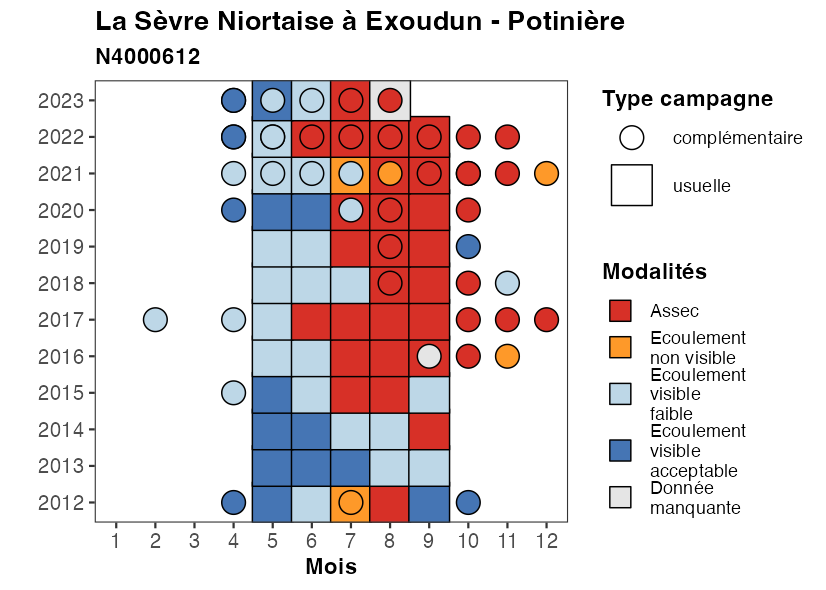 La Sèvre Niortaise à Exoudun - Potinière
N4000612
2023
2022
2021
2020
2019
2018
2017
2016
2015
2014
2013
2012
1 2 3 4 5 6 7 8 9 10 11 12
Mois
Type campagne
complémentaire
usuelle
Modalités
Assec
Ecoulement
non visible
Ecoulement
visible
faible
Ecoulement
visible
acceptable
Donnée
manquante